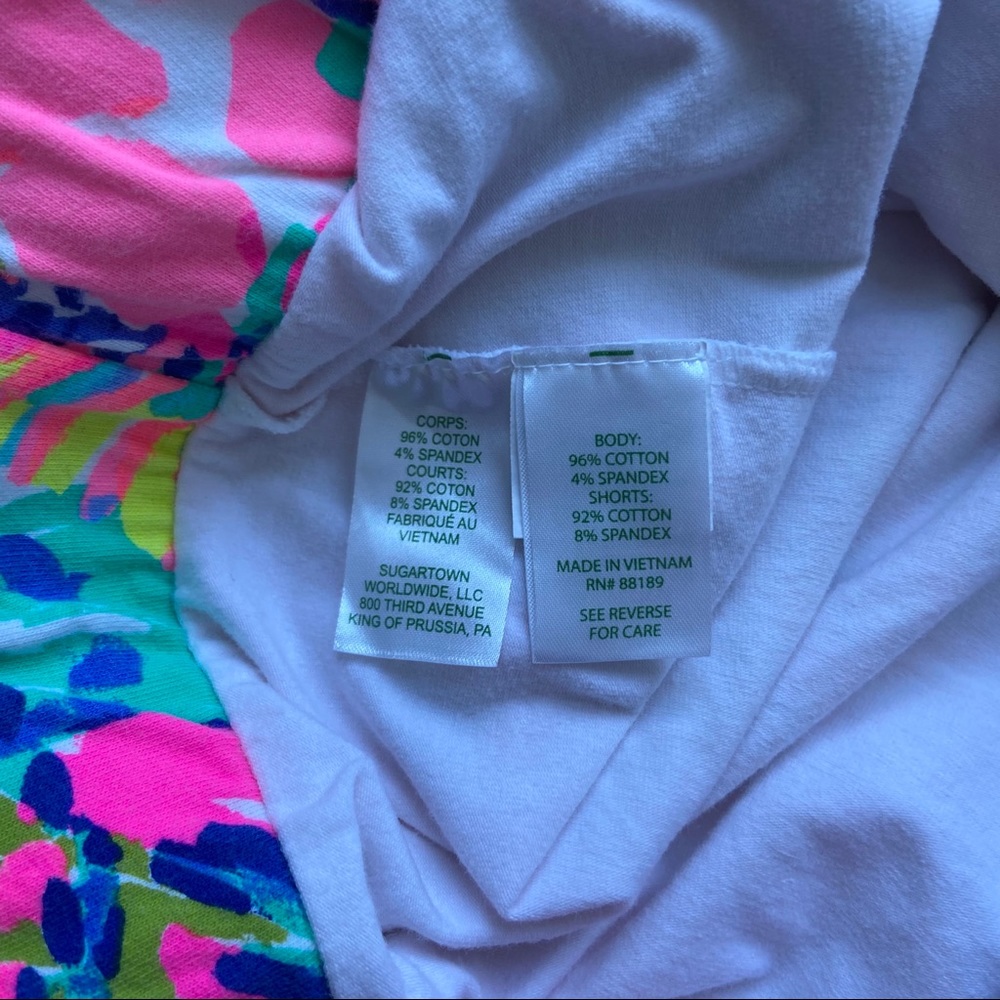 CORPS:
96% COTON
4% SPANDEX
COURTS:
92% COTON
8% SPANDEX
FABRIQUÉ AU
VIETNAM
SUGARTOWN
WORLDWIDE, LLC
800 THIRD AVENUE
KING OF PRUSSIA, PA
BODY:
96% COTTON
4% SPANDEX
SHORTS:
92% COTTON
8% SPANDEX
MADE IN VIETNAM
RN# 88189
SEE REVERSE
FOR CARE